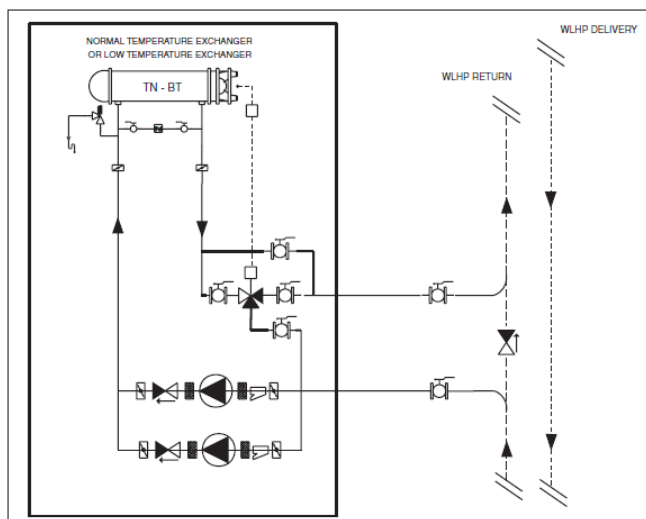 WLHP DELIVERY
NORMAL TEMPERATURE EXCHANGER
OR LOW TEMPERATURE EXCHANGER
WLHP RETURN
TN - BT